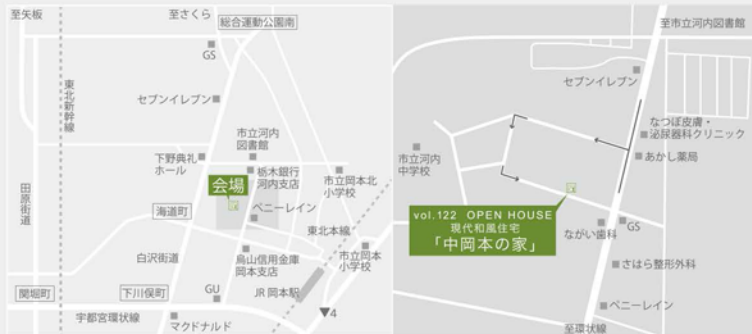 至矢板
至さくら
総合運動公園南
GS
東北新幹線
セブンイレブン
市立河内
図書館
下野典礼
ホール
栃木銀行
河内支店
市立岡本北
小学校
会場
田原街道
海道町
ペニーレイン
東北本線
白沢街道
烏山信用金庫
岡本支店
市立岡本
小学校
関堀町
下川俣町
GU
JR 岡本駅
▼4
宇都宮環状線
マクドナルド
至市立河内図書館
セブンイレブン
なつぼ皮膚・
泌尿器科クリニック
市立河内
中学校
あかし薬局
vol.122 OPEN HOUSE
現代和風住宅
「中岡本の家」
ながい歯科
GS
さはら整形外科
ペニーレイン
至環状線